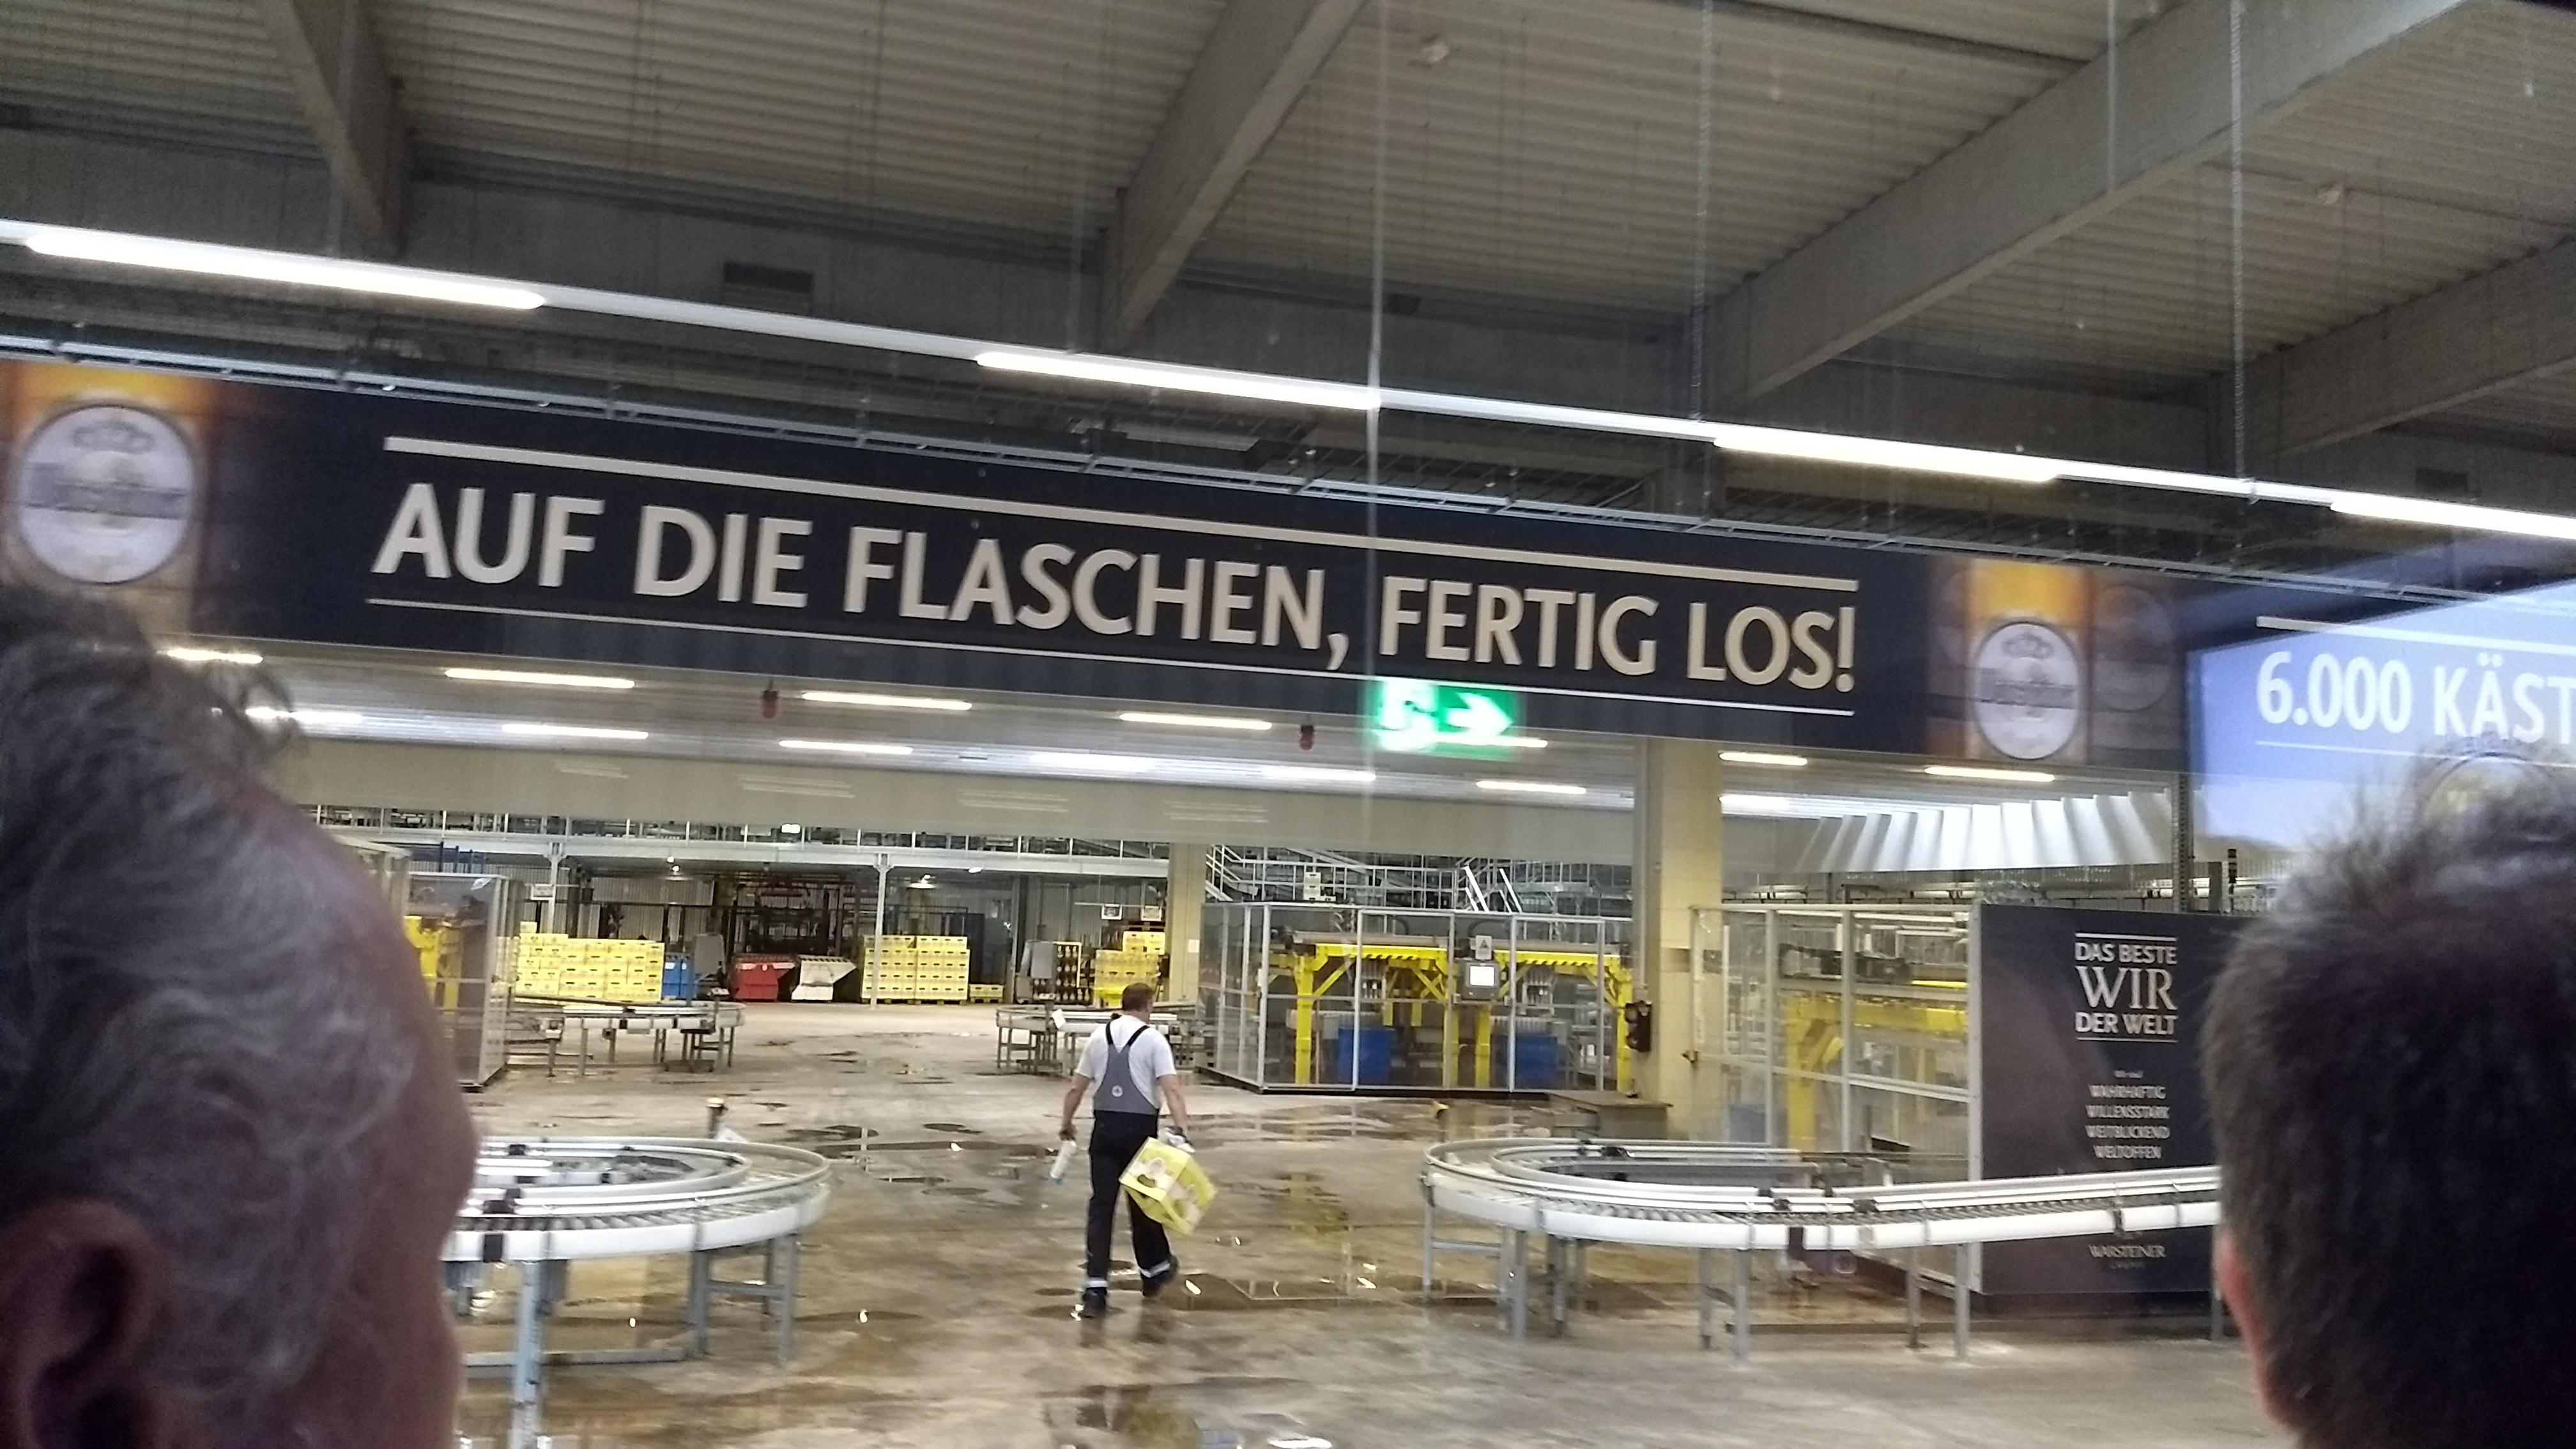 AUF DIE FLASCHEN, FERTIG LOS!
6.000 KÄST
DAS BESTE
WIR
DER WELT
WAHRHAFTIG
WILLENSSTARK
WEITBLICKEND
WELTOFFEN
WARSTEINER